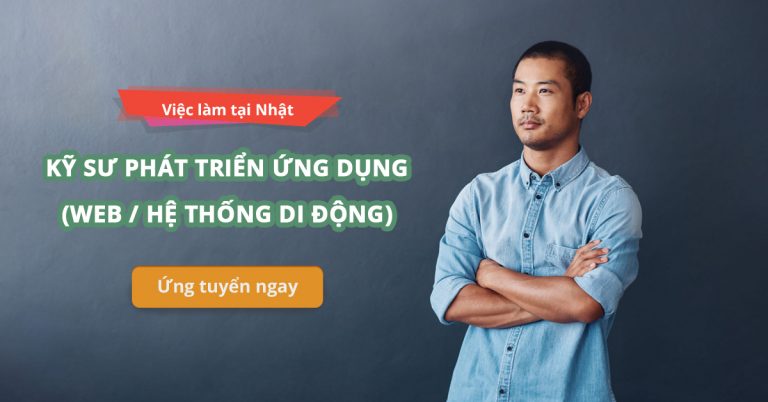 Việc làm tại Nhật
KỸ SƯ PHÁT TRIỂN ỨNG DỤNG
(WEB / HỆ THỐNG DI ĐỘNG)
Ứng tuyển ngay